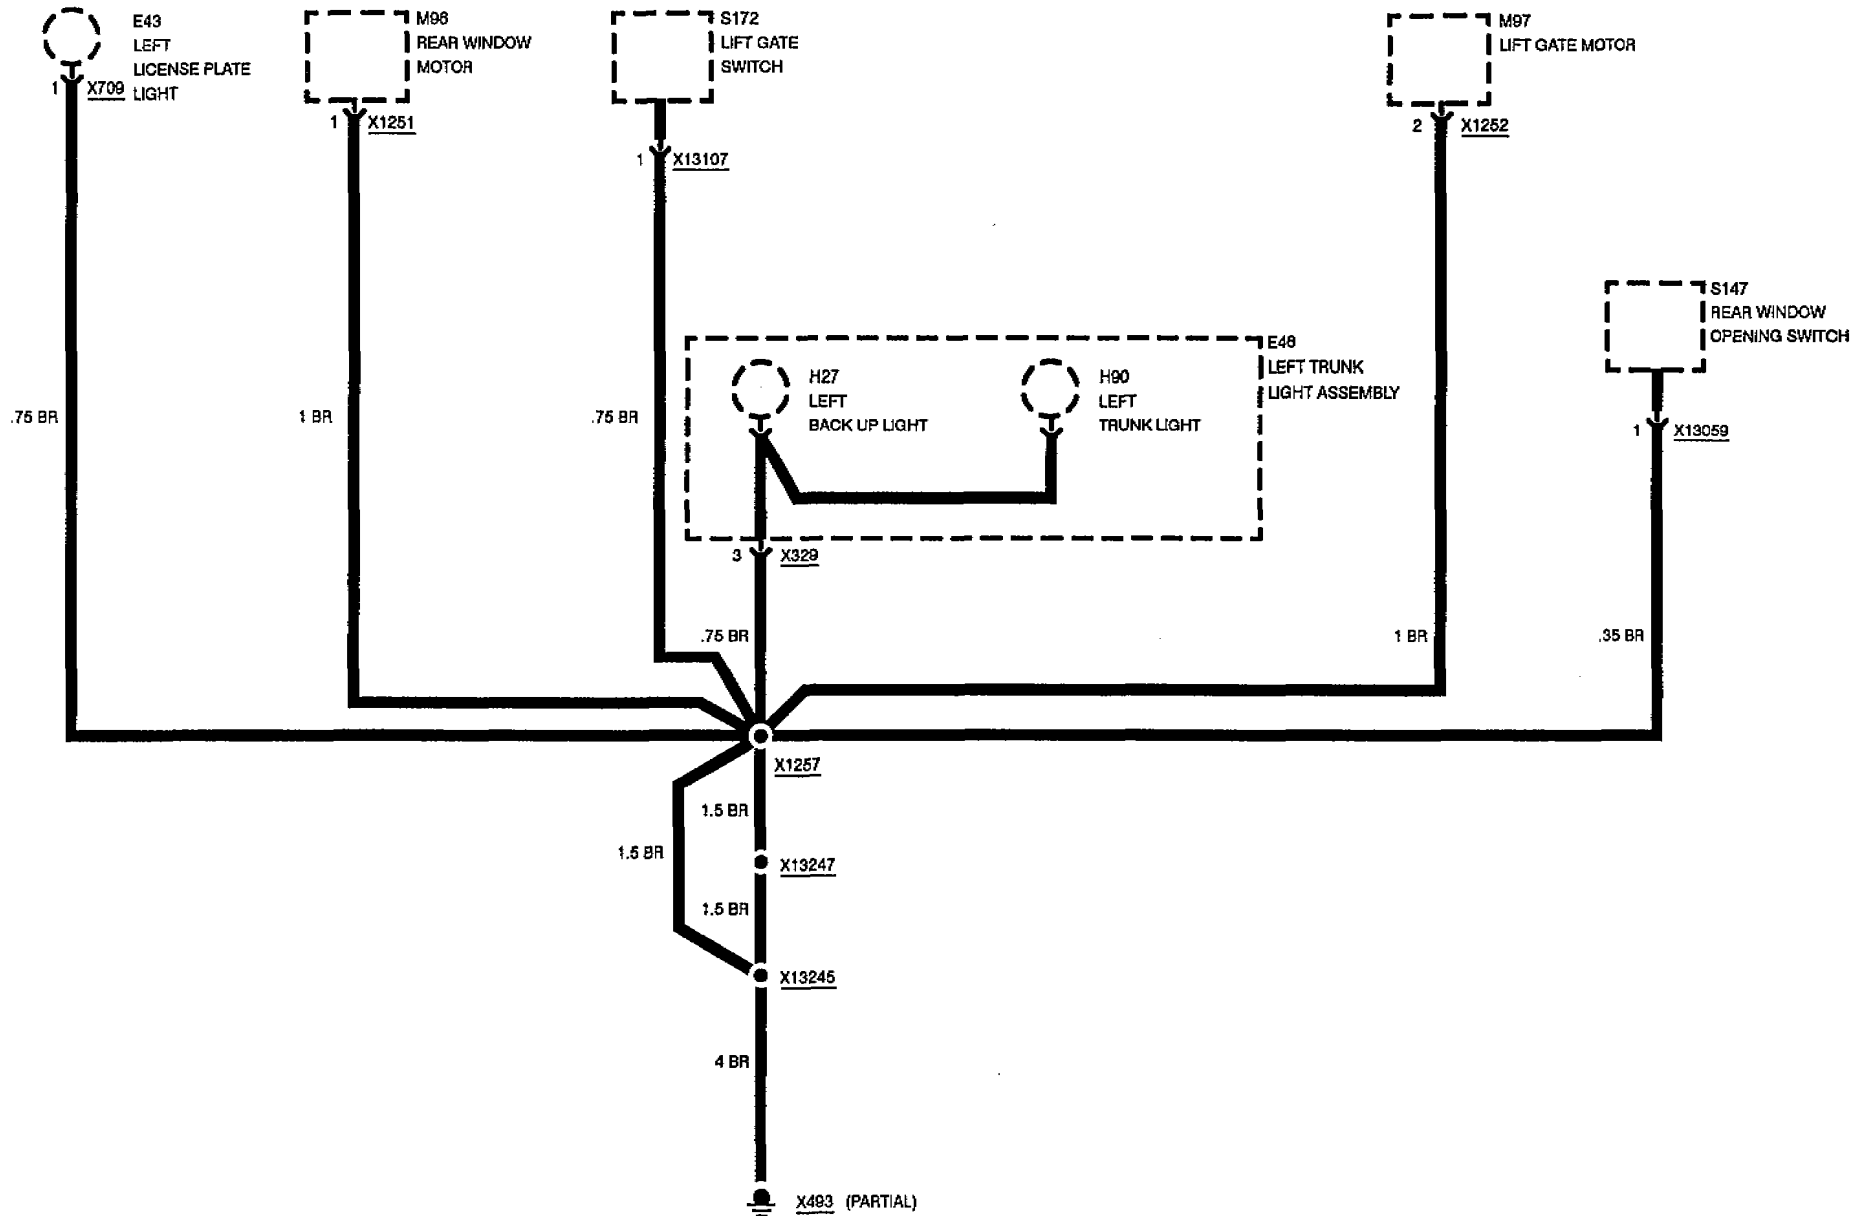 E43
LEFT
LICENSE PLATE
LIGHT
1 X709
M98
REAR WINDOW
MOTOR
1 X1251
S172
LIFT GATE
SWITCH
1 X13107
M97
LIFT GATE MOTOR
2 X1252
S147
REAR WINDOW
OPENING SWITCH
1 X13059
E46
LEFT TRUNK
LIGHT ASSEMBLY
H27
LEFT
BACK UP LIGHT
H90
LEFT
TRUNK LIGHT
.75 BR
1 BR
.75 BR
3 X329
.75 BR
1 BR
.35 BR
X1257
1.5 BR
1.5 BR
X13247
1.5 BR
X13245
4 BR
X493 (PARTIAL)